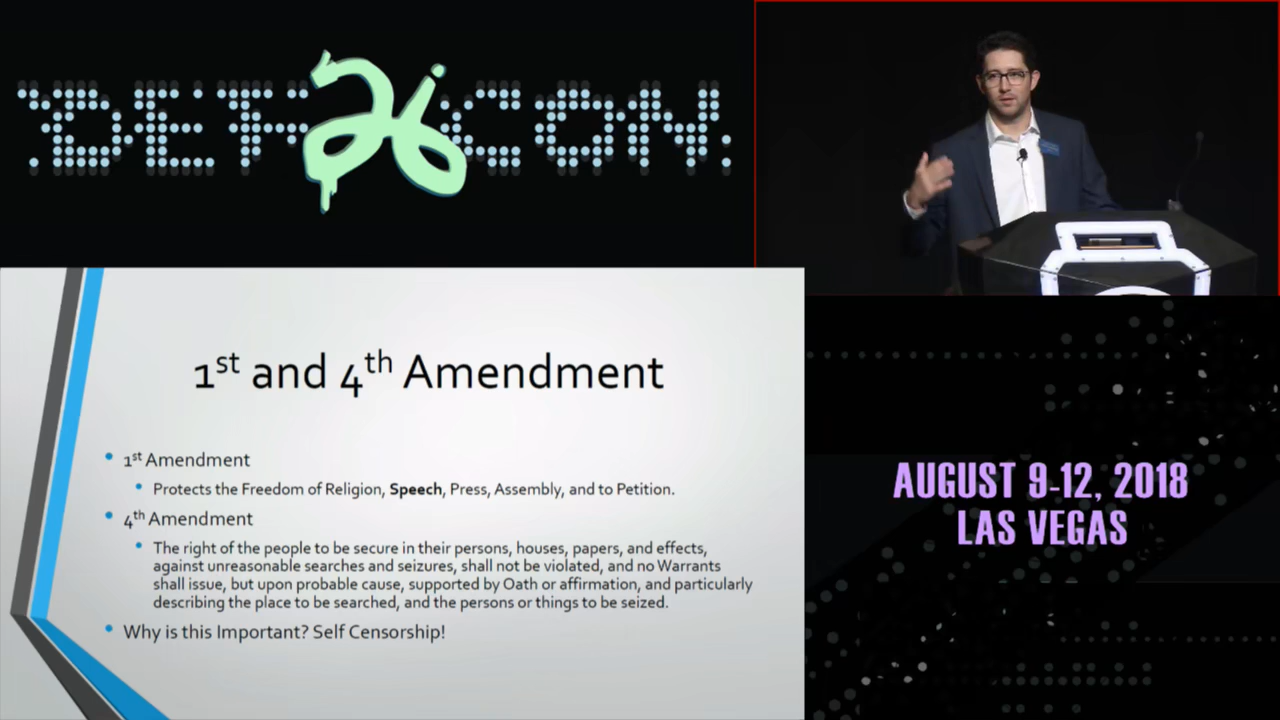 DEF 26 CON
1st and 4th Amendment
1st Amendment
Protects the Freedom of Religion, Speech, Press, Assembly, and to Petition.
4th Amendment
The right of the people to be secure in their persons, houses, papers, and effects,
against unreasonable searches and seizures, shall not be violated, and no Warrants
shall issue, but upon probable cause, supported by Oath or affirmation, and particularly
describing the place to be searched, and the persons or things to be seized.
Why is this Important? Self Censorship!
AUGUST 9-12, 2018
LAS VEGAS